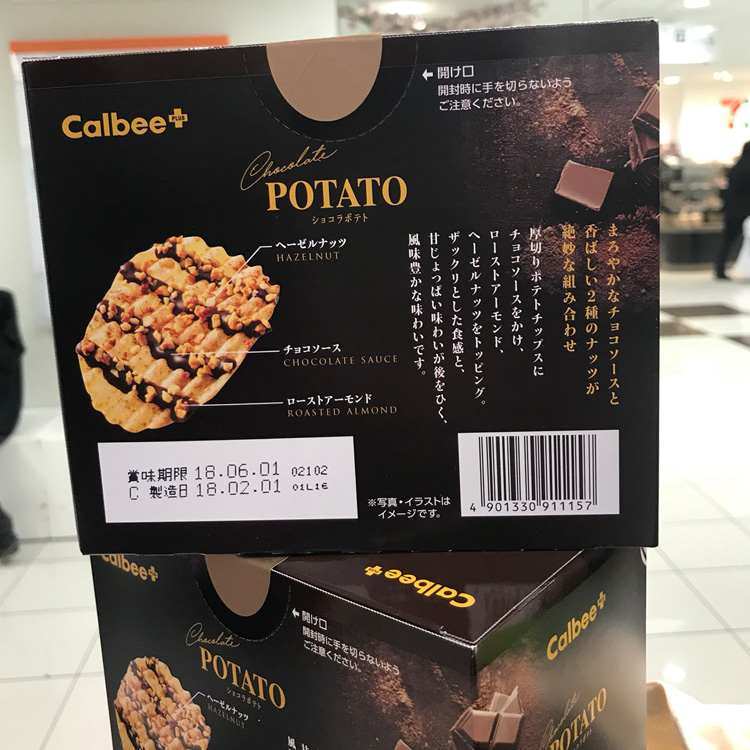 Calbee PLUS
← 開け口
開封時に手を切らないよう
ご注意ください。
Chocolate
POTATO
ショコラポテト
ヘーゼルナッツ
HAZELNUT
チョコソース
CHOCOLATE SAUCE
ローストアーモンド
ROASTED ALMOND
まろやかなチョコソースと
香ばしい2種のナッツが
絶妙な組み合わせ
厚切りポテトチップスに
チョコソースをかけ、
ローストアーモンド、
ヘーゼルナッツをトッピング。
ザックリとした食感と、
甘じょっぱい味わいが後をひく、
風味豊かな味わいです。
賞味期限 18.06.01 02102
C 製造日 18.02.01 01L16
※写真・イラストは
イメージです。
4 901330 911157
Calbee
Calbee
← 開け口
開封時に手を切らないよう
ご注意ください。
Chocolate
POTATO
ショコラポテト
ヘーゼルナッツ
HAZELNUT
Calbee
Chocolate
POTATO